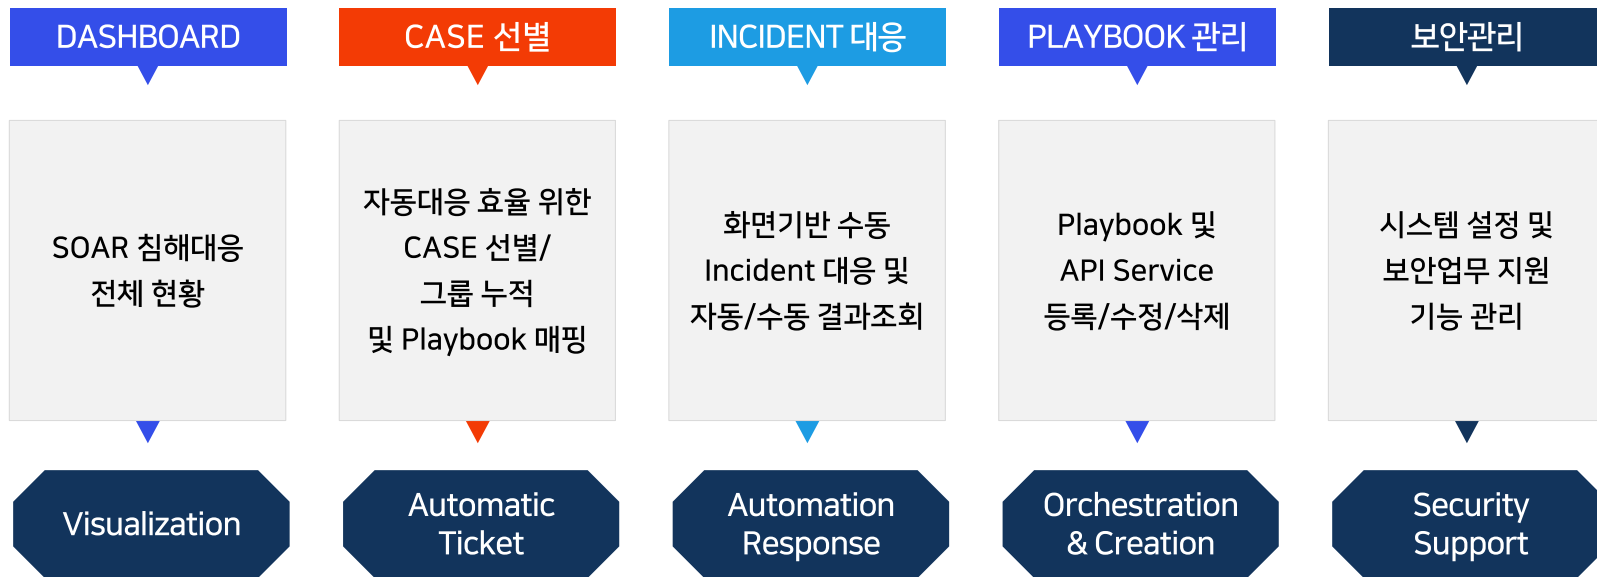 DASHBOARD
CASE 선별
INCIDENT 대응
PLAYBOOK 관리
보안관리
SOAR 침해대응
전체 현황
자동대응 효율 위한
CASE 선별/
그룹 누적
및 Playbook 매핑
화면기반 수동
Incident 대응 및
자동/수동 결과조회
Playbook 및
API Service
등록/수정/삭제
시스템 설정 및
보안업무 지원
기능 관리
Visualization
Automatic
Ticket
Automation
Response
Orchestration
& Creation
Security
Support